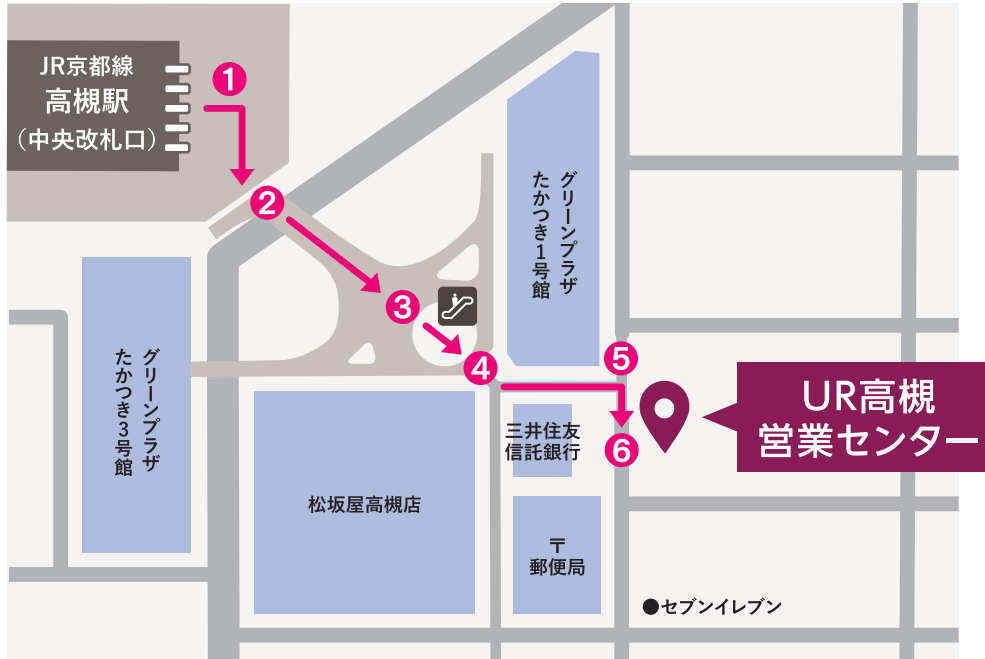 JR京都線
高槻駅
（中央改札口）
1
2
3
4
5
6
グリーンプラザ
たかつき1号館
グリーンプラザ
たかつき3号館
UR高槻
営業センター
三井住友
信託銀行
松坂屋高槻店
〒
郵便局
●セブンイレブン